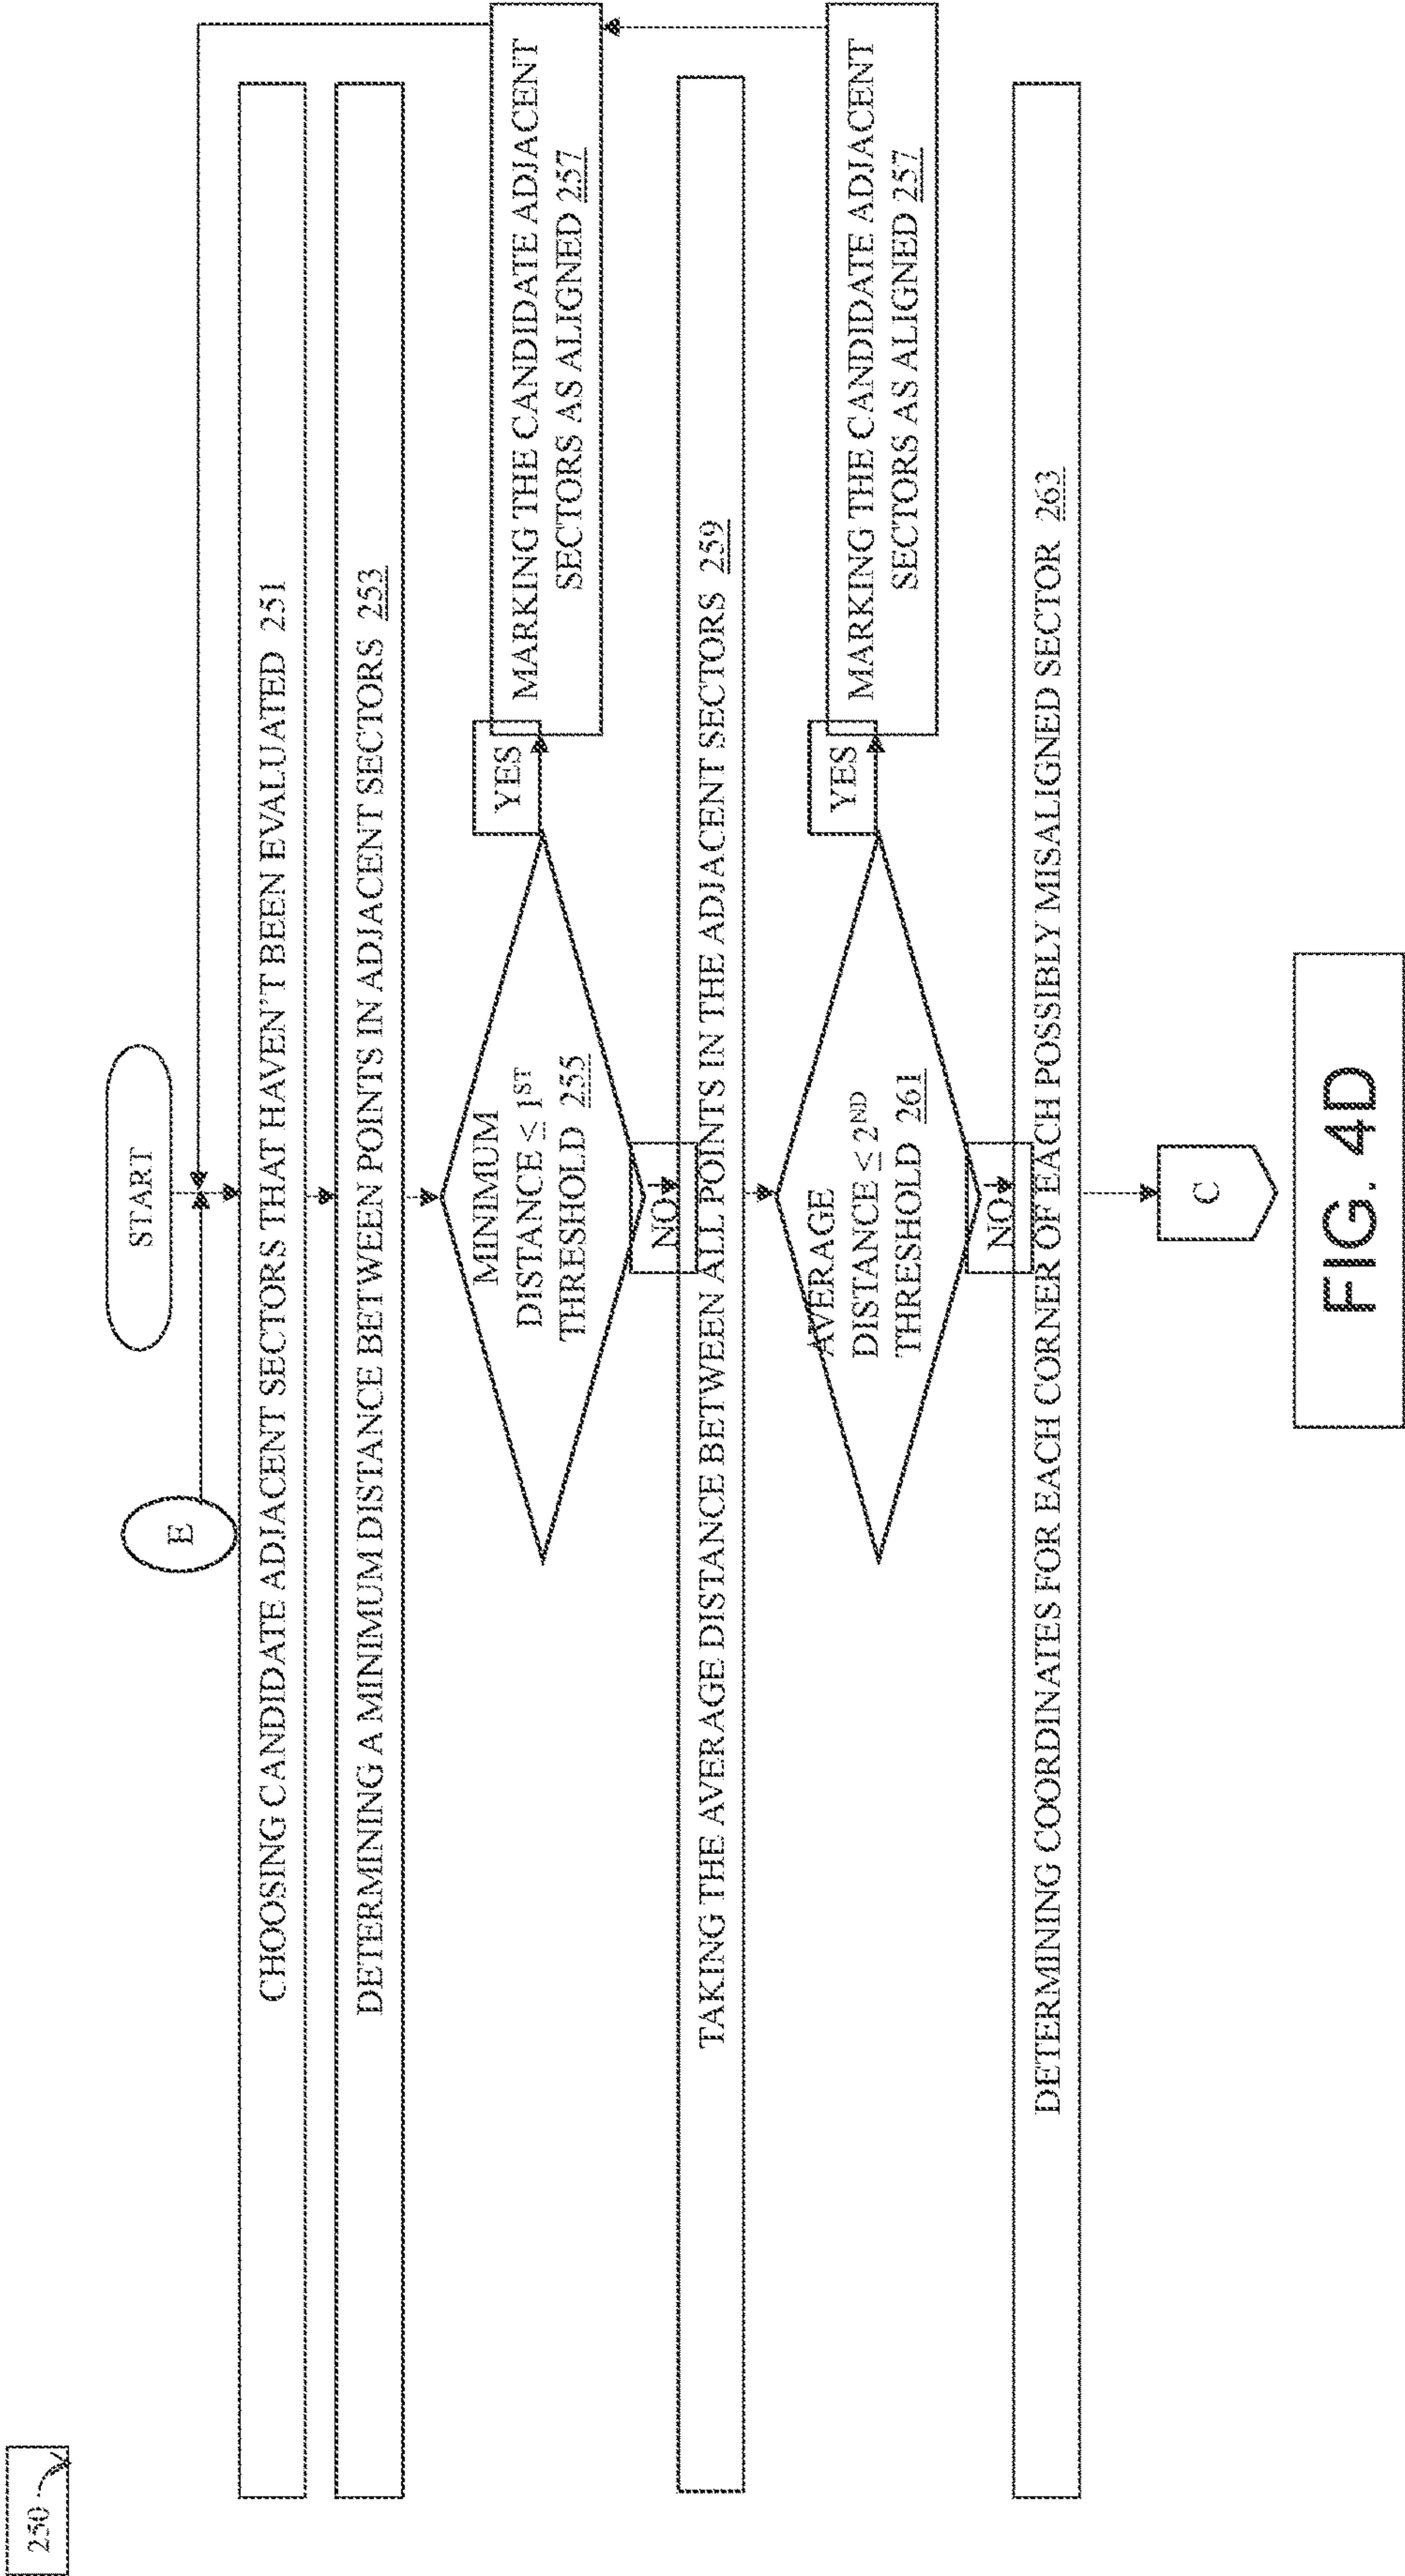 250
START
E
CHOOSING CANDIDATE ADJACENT SECTORS THAT HAVEN'T BEEN EVALUATED 251
DETERMINING A MINIMUM DISTANCE BETWEEN POINTS IN ADJACENT SECTORS 253
MINIMUM
DISTANCE ≤ 1ST
THRESHOLD 255
YES
MARKING THE CANDIDATE ADJACENT
SECTORS AS ALIGNED 257
NO
TAKING THE AVERAGE DISTANCE BETWEEN ALL POINTS IN THE ADJACENT SECTORS 259
AVERAGE
DISTANCE ≤ 2ND
THRESHOLD 261
YES
MARKING THE CANDIDATE ADJACENT
SECTORS AS ALIGNED 257
NO
DETERMINING COORDINATES FOR EACH CORNER OF EACH POSSIBLY MISALIGNED SECTOR 263
C
FIG. 4D